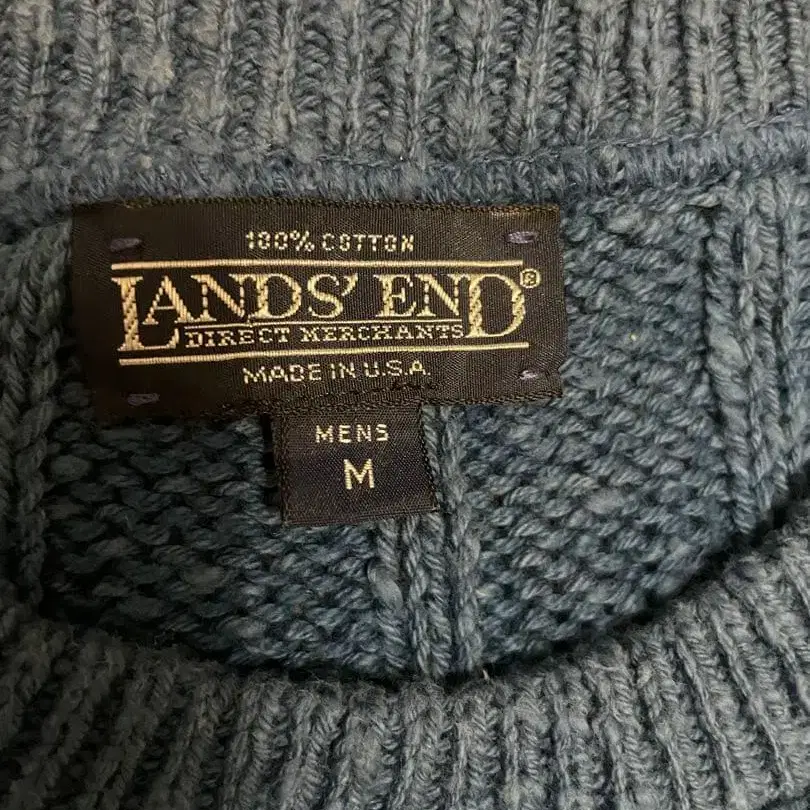 100% COTTON
LANDS' END®
DIRECT MERCHANTS
MADE IN U.S.A.
MENS
M